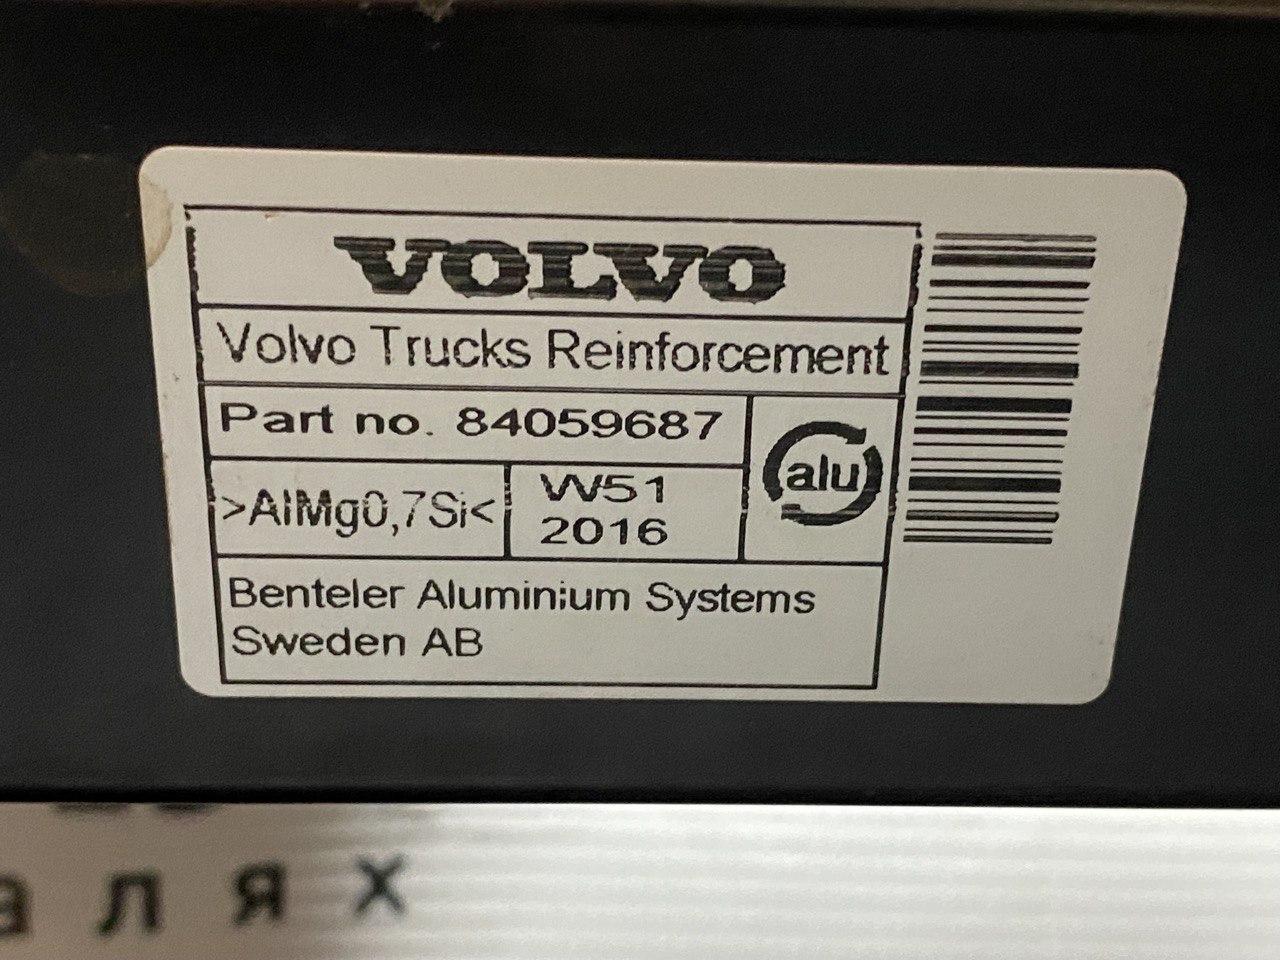 VOLVO
Volvo Trucks Reinforcement
Part no. 84059687
>AlMg0,7Si<
W51
2016
alu
Benteler Aluminium Systems
Sweden AB
алях